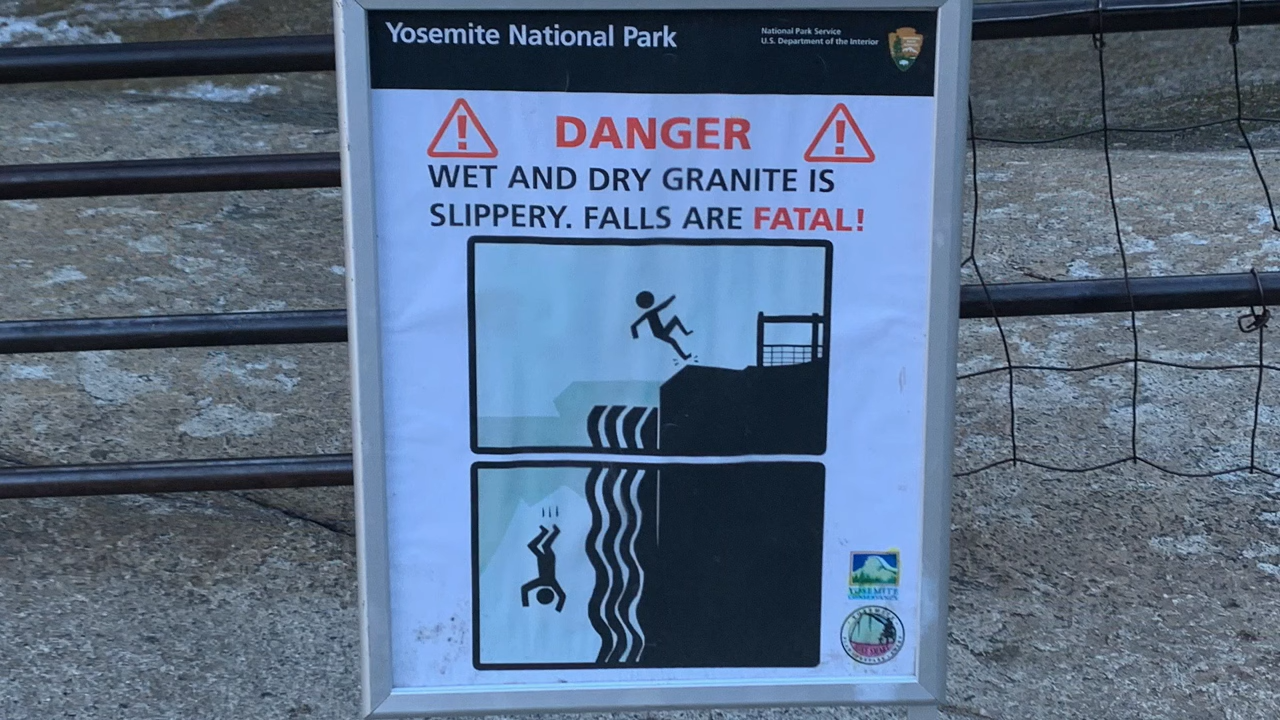 Yosemite National Park
National Park Service
U.S. Department of the Interior
DANGER
WET AND DRY GRANITE IS
SLIPPERY. FALLS ARE FATAL!
YOSEMITE
CONSERVANCY